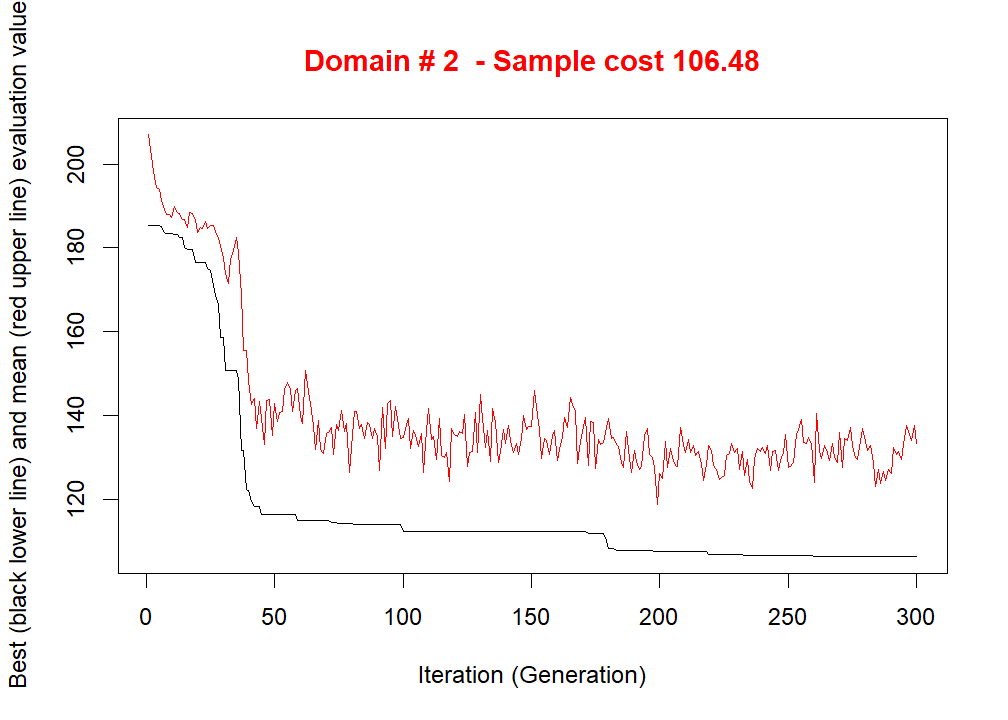 Domain # 2  - Sample cost 106.48
Best (black lower line) and mean (red upper line) evaluation value
200
180
160
140
120
0 50 100 150 200 250 300
Iteration (Generation)